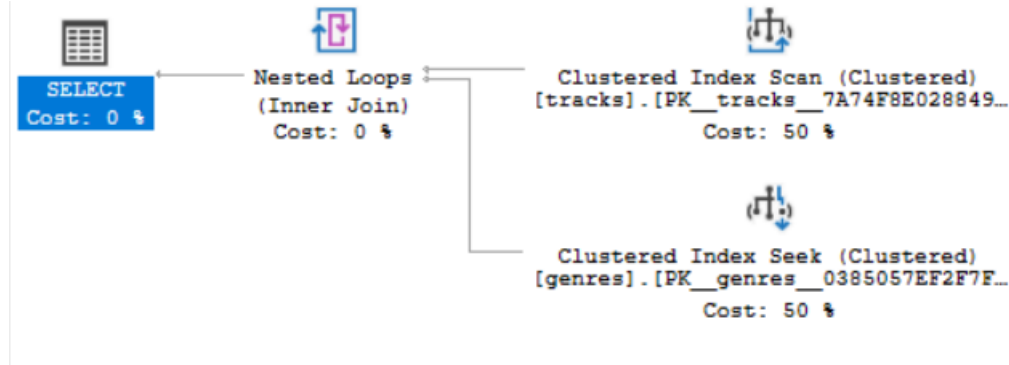 SELECT
Cost: 0 %
Nested Loops
(Inner Join)
Cost: 0 %
Clustered Index Scan (Clustered)
[tracks].[PK__tracks__7A74F8E028849…
Cost: 50 %
Clustered Index Seek (Clustered)
[genres].[PK__genres__0385057EF2F7F…
Cost: 50 %